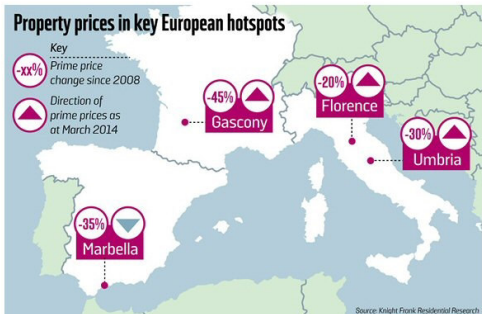 Property prices in key European hotspots
Key
-xx%
Prime price
change since 2008
Direction of
prime prices as
at March 2014
-45%
Gascony
-20%
Florence
-30%
Umbria
-35%
Marbella
Source: Knight Frank Residential Research